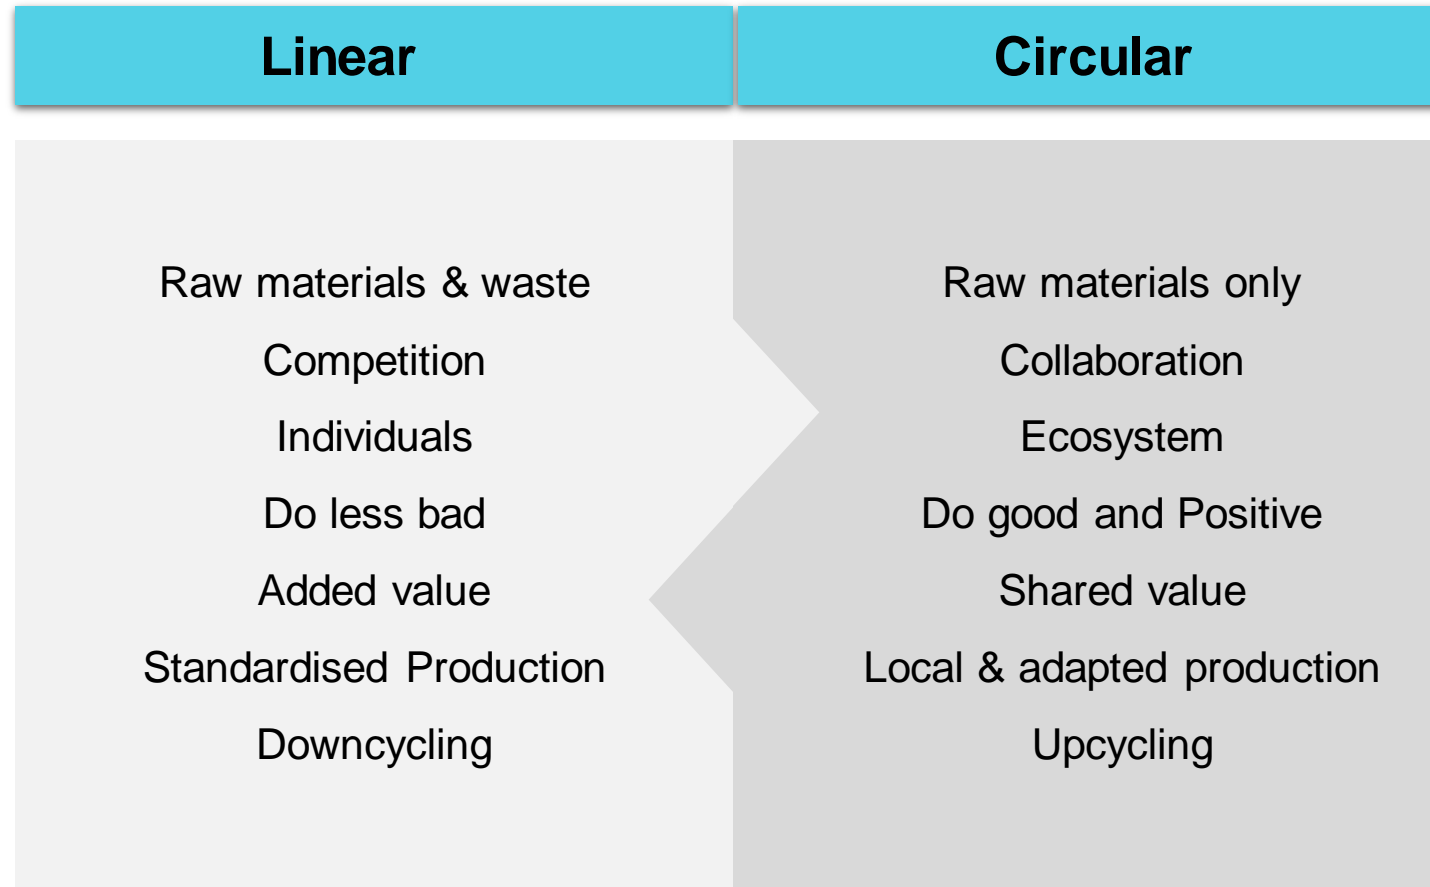 Linear
Circular
Raw materials & waste
Competition
Individuals
Do less bad
Added value
Standardised Production
Downcycling
Raw materials only
Collaboration
Ecosystem
Do good and Positive
Shared value
Local & adapted production
Upcycling